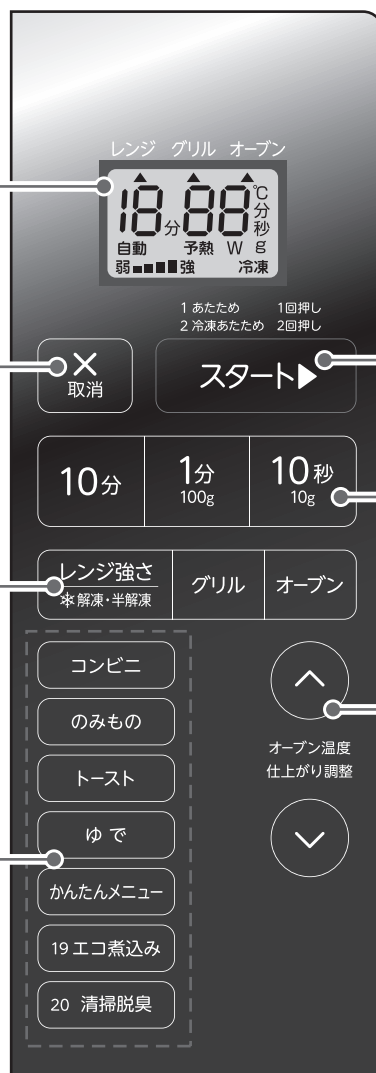 レンジ グリル オーブン
18 分 88 ℃ 分 秒 g
自動 予熱 W
弱 強 冷凍
1 あたため 1回押し
2 冷凍あたため 2回押し
× 取消
スタート▶
10分 1分 100g 10秒 10g
レンジ強さ グリル オーブン
解凍・半解凍
コンビニ
のみもの
トースト
オーブン温度
仕上がり調整
ゆで
かんたんメニュー
19 エコ煮込み
20 清掃脱臭